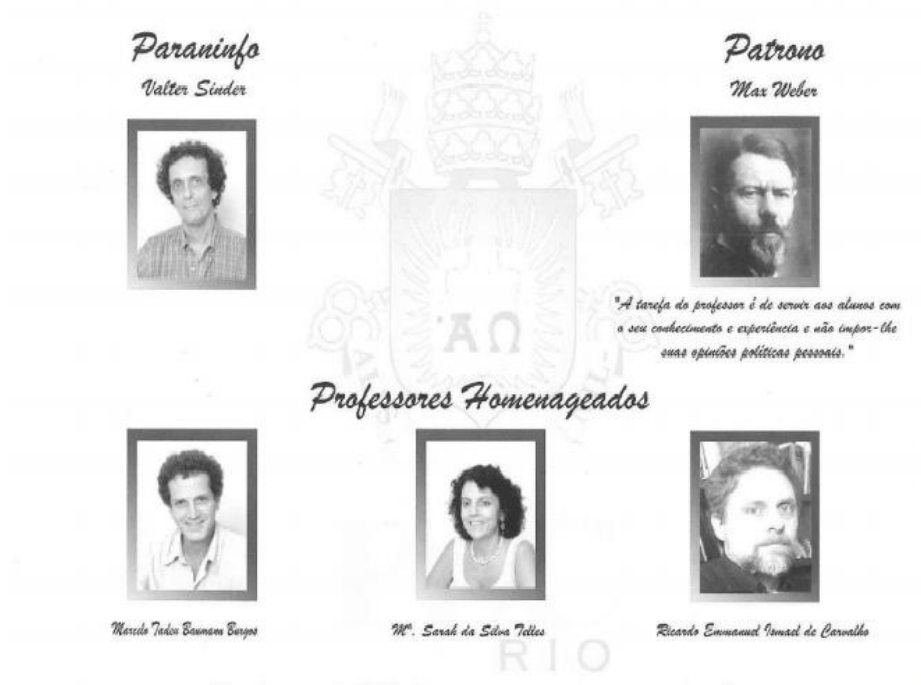 Paraninfo
Valter Sinder
Patrono
Max Weber
"A tarefa do professor é de servir aos alunos com
o seu conhecimento e experiência e não impor-lhe
suas opiniões políticas pessoais."
ΑΩ
Professores Homenageados
Marcelo Tadeu Baumann Burgos
Mª. Sarah da Silva Telles
Ricardo Emmanuel Ismael de Carvalho
RIO